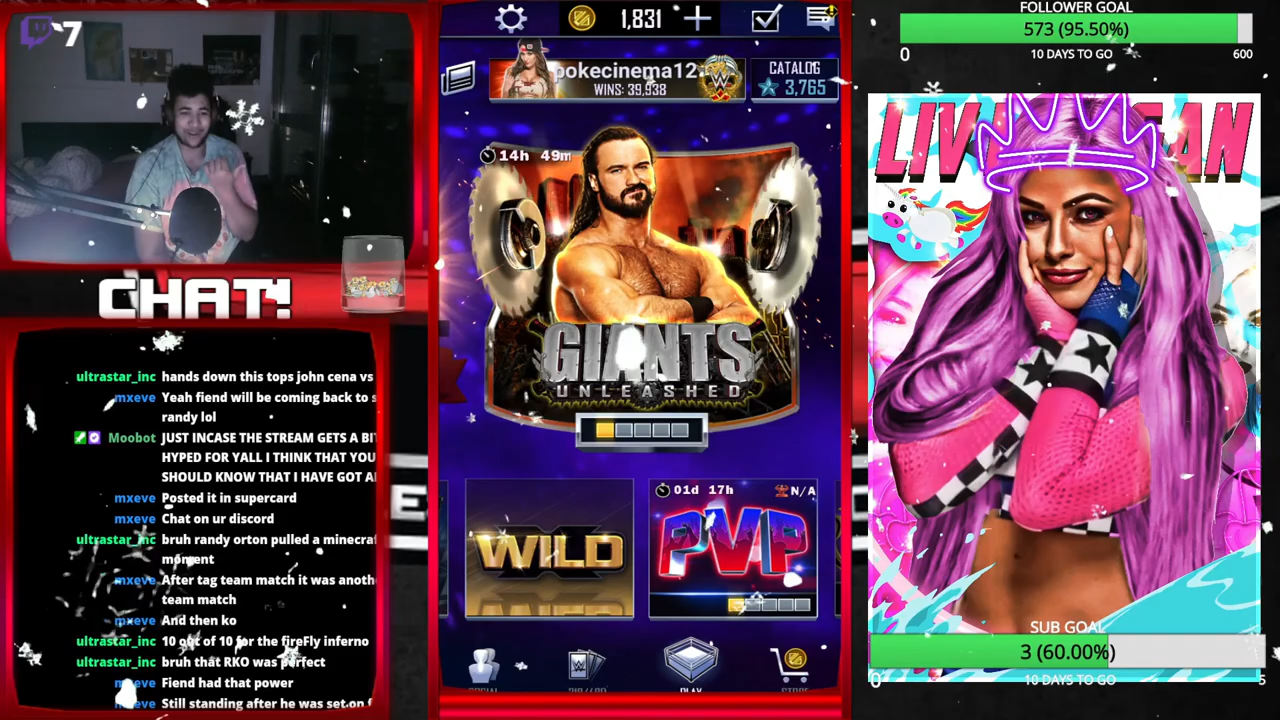 7
CHAT!
ultrastar_inc hands down this tops john cena vs
mxeve Yeah fiend will be coming back to s
randy lol
Moobot JUST INCASE THE STREAM GETS A BIT
HYPED FOR YALL I THINK THAT YOU
SHOULD KNOW THAT I HAVE GOT A
mxeve Posted it in supercard
mxeve Chat on ur discord
ultrastar_inc bruh randy orton pulled a minecraf
moment
mxeve After tag team match it was anoth
team match
mxeve And then ko
ultrastar_inc 10 out of 10 for the fireFly inferno
ultrastar_inc bruh that RKO was perfect
mxeve Fiend had that power
mxeve Still standing after he was set on f
1,831
pokecinema12
WINS: 39,938
CATALOG
3,765
14h 49m
GIANTS
UNLEASHED
WILD
01d 17h
N/A
PVP
SOCIAL
PLAY
STORE
FOLLOWER GOAL
573 (95.50%)
0 10 DAYS TO GO 600
LIV
GAN
SUB GOAL
3 (60.00%)
0 10 DAYS TO GO 5